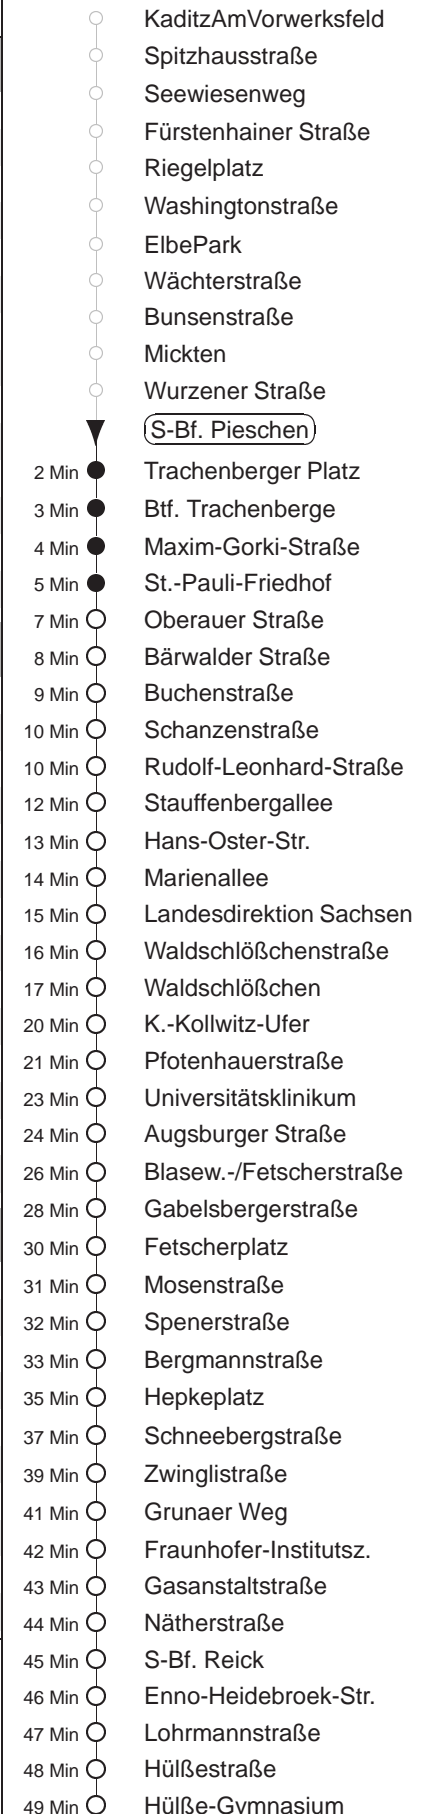 KaditzAmVorwerksfeld
Spitzhausstraße
Seewiesenweg
Fürstenhainer Straße
Riegelplatz
Washingtonstraße
ElbePark
Wächterstraße
Bunsenstraße
Mickten
Wurzener Straße
S-Bf. Pieschen
2 Min Trachenberger Platz
3 Min Btf. Trachenberge
4 Min Maxim-Gorki-Straße
5 Min St.-Pauli-Friedhof
7 Min Oberauer Straße
8 Min Bärwalder Straße
9 Min Buchenstraße
10 Min Schanzenstraße
10 Min Rudolf-Leonhard-Straße
12 Min Stauffenbergallee
13 Min Hans-Oster-Str.
14 Min Marienallee
15 Min Landesdirektion Sachsen
16 Min Waldschlößchenstraße
17 Min Waldschlößchen
20 Min K.-Kollwitz-Ufer
21 Min Pfotenhauerstraße
23 Min Universitätsklinikum
24 Min Augsburger Straße
26 Min Blasew.-/Fetscherstraße
28 Min Gabelsbergerstraße
30 Min Fetscherplatz
31 Min Mosenstraße
32 Min Spenerstraße
33 Min Bergmannstraße
35 Min Hepkeplatz
37 Min Schneebergstraße
39 Min Zwinglistraße
41 Min Grunaer Weg
42 Min Fraunhofer-Institutsz.
43 Min Gasanstaltstraße
44 Min Nätherstraße
45 Min S-Bf. Reick
46 Min Enno-Heidebroek-Str.
47 Min Lohrmannstraße
48 Min Hülßestraße
49 Min Hülße-Gymnasium